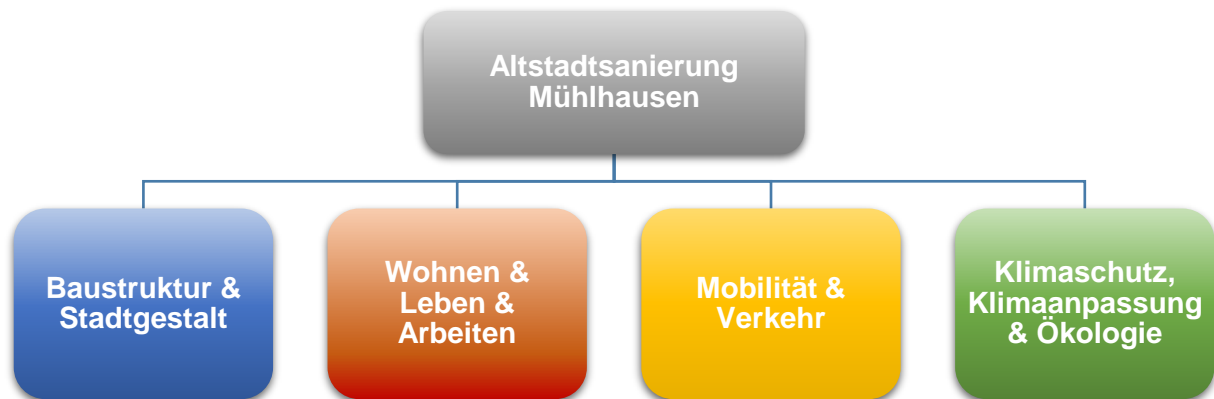 Altstadtsanierung
Mühlhausen
Baustruktur &
Stadtgestalt
Wohnen &
Leben &
Arbeiten
Mobilität &
Verkehr
Klimaschutz,
Klimaanpassung
& Ökologie